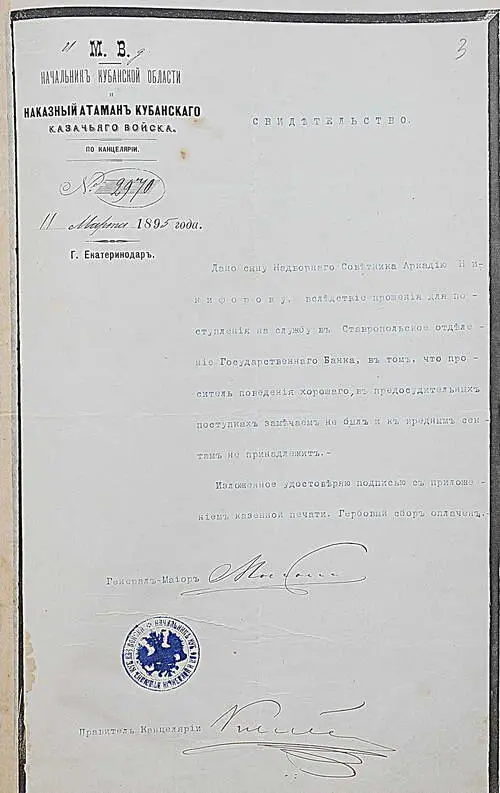 3
М. В. Д.
НАЧАЛЬНИКЪ КУБАНСКОЙ ОБЛАСТИ
И
НАКАЗНЫЙ АТАМАНЪ КУБАНСКАГО
КАЗАЧЬЯГО ВОЙСКА.
ПО КАНЦЕЛЯРІИ.
№ 2970
11 Марта 1895 года.
Г. Екатеринодаръ.
СВИДѢТЕЛЬСТВО.
Дано сыну Надворнаго Совѣтника Аркадію Ни-
кифорову, вслѣдствіе прошенія для по-
ступленія на службу въ Ставропольское отдѣле-
ніе Государственнаго Банка, въ томъ, что про-
ситель поведенія хорошаго, въ предосудительныхъ
поступкахъ замѣчаемъ не былъ и къ вреднымъ сек-
тамъ не принадлежитъ.-
Изложенное удостовѣряю подписью съ приложе-
ніемъ казенной печати. Гербовый сборъ оплаченъ.-
Генералъ-Маіоръ
Правитель Канцеляріи